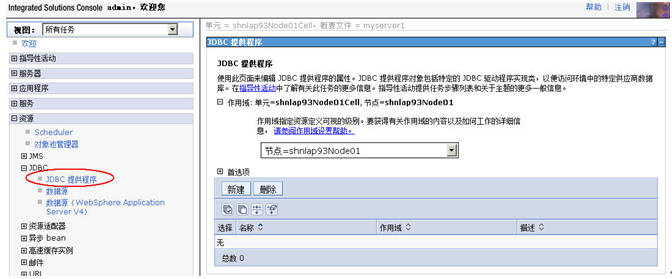 Integrated Solutions Console admin，欢迎您
帮助 | 注销
视图： 所有任务
欢迎
指导性活动
服务器
应用程序
服务
资源
Scheduler
对象池管理器
JMS
JDBC
JDBC 提供程序
数据源
数据源（WebSphere Application
Server V4）
资源适配器
异步 bean
高速缓存实例
邮件
URL
单元 = shnlap93Node01Cell, 概要文件 = myserver1
JDBC 提供程序
JDBC 提供程序
使用此页面来编辑 JDBC 提供程序的属性。JDBC 提供程序对象包括特定的 JDBC 驱动程序实现类，以便访问环境中的特定供应商数据
库。在指导性活动中了解有关此任务的更多信息。指导性活动提供任务步骤列表和关于主题的更多一般信息。
作用域：单元=shnlap93Node01Cell, 节点=shnlap93Node01
作用域指定资源定义可视的级别。要获得有关作用域的内容以及如何工作的详细信
息，请参阅作用域设置帮助。
节点=shnlap93Node01
首选项
新建 删除
选择 名称 作用域 描述
无
总数 0